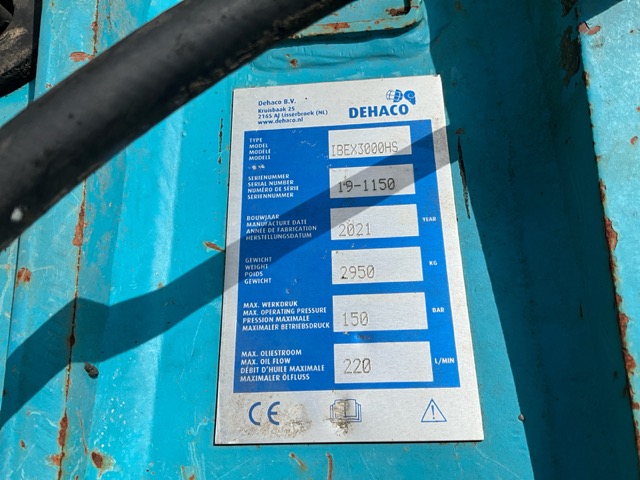 Dehaco B.V.
Kruisbaak 25
2165 AJ Lisserbroek (NL)
www.dehaco.nl
DEHACO
TYPE
MODEL
MODÈLE
MODELL
IBEX3000HS
SERIENUMMER
SERIAL NUMBER
NUMÉRO DE SÉRIE
SERIENNUMMER
19-1150
BOUWJAAR
MANUFACTURE DATE
ANNÉE DE FABRICATION
HERSTELLUNGSDATUM
2021
YEAR
GEWICHT
WEIGHT
POIDS
GEWICHT
2950
KG
MAX. WERKDRUK
MAX. OPERATING PRESSURE
PRESSION MAXIMALE
MAXIMALER BETRIEBSDRUCK
150
BAR
MAX. OLIESTROOM
MAX. OIL FLOW
DÉBIT D'HUILE MAXIMALE
MAXIMALER ÖLFLUSS
220
L/MIN
CE